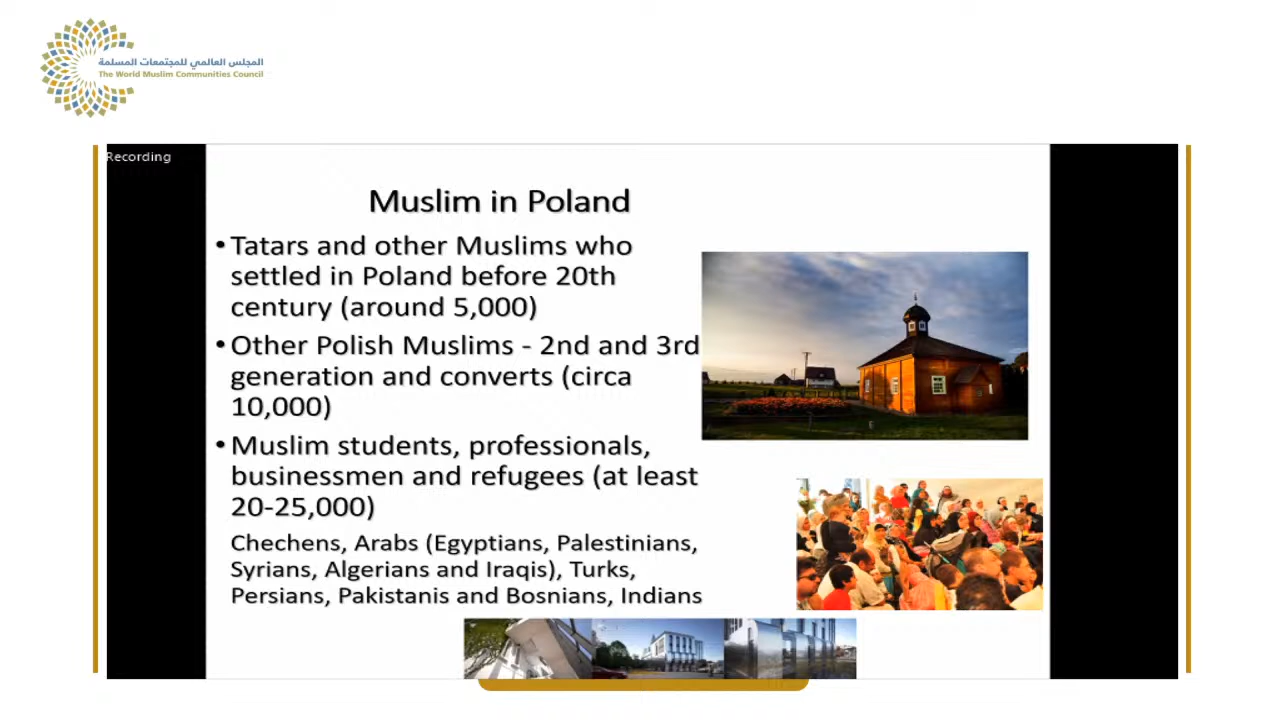 المجلس العالمي للمجتمعات المسلمة
The World Muslim Communities Council
Recording
Muslim in Poland
•Tatars and other Muslims who
settled in Poland before 20th
century (around 5,000)
•Other Polish Muslims - 2nd and 3rd
generation and converts (circa
10,000)
•Muslim students, professionals,
businessmen and refugees (at least
20-25,000)
Chechens, Arabs (Egyptians, Palestinians,
Syrians, Algerians and Iraqis), Turks,
Persians, Pakistanis and Bosnians, Indians